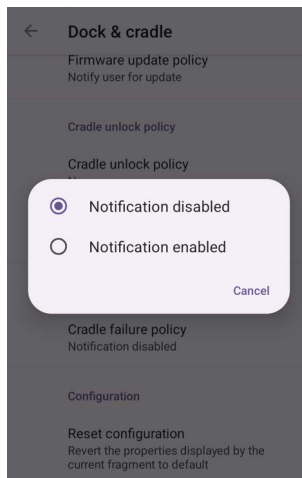 Dock & cradle
Firmware update policy
Notify user for update
Cradle unlock policy
Cradle unlock policy
Notification disabled
Notification enabled
Cancel
Cradle failure policy
Notification disabled
Configuration
Reset configuration
Revert the properties displayed by the
current fragment to default